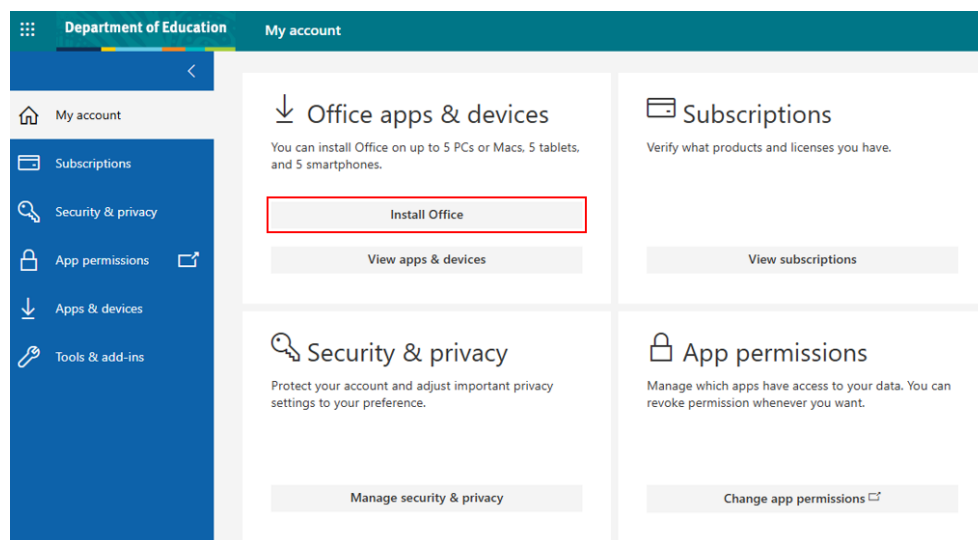 Department of Education
My account
My account
Subscriptions
Security & privacy
App permissions
Apps & devices
Tools & add-ins
Office apps & devices
You can install Office on up to 5 PCs or Macs, 5 tablets,
and 5 smartphones.
Install Office
View apps & devices
Subscriptions
Verify what products and licenses you have.
View subscriptions
Security & privacy
Protect your account and adjust important privacy
settings to your preference.
Manage security & privacy
App permissions
Manage which apps have access to your data. You can
revoke permission whenever you want.
Change app permissions